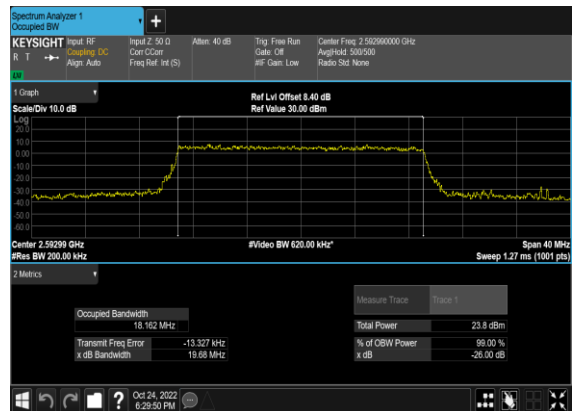 Spectrum Analyzer 1
Occupied BW
KEYSIGHT Input: RF Input Z: 50 Ω Atten: 40 dB Trig: Free Run Center Freq: 2.592990000 GHz
R T Coupling: DC Corr CCorr Gate: Off Avg|Hold: 500/500
Align: Auto Freq Ref: Int (S) #IF Gain: Low Radio Std: None
LW
1 Graph
Ref Lvl Offset 8.40 dB
Scale/Div 10.0 dB Ref Value 30.00 dBm
Log
20.0
10.0
0.00
-10.0
-20.0
-30.0
-40.0
-50.0
-60.0
Center 2.59299 GHz #Video BW 620.00 kHz* Span 40 MHz
#Res BW 200.00 kHz Sweep 1.27 ms (1001 pts)
2 Metrics
Measure Trace Trace 1
Occupied Bandwidth
18.162 MHz Total Power 23.8 dBm
Transmit Freq Error -13.327 kHz % of OBW Power 99.00 %
x dB Bandwidth 19.68 MHz x dB -26.00 dB
Oct 24, 2022
6:29:50 PM